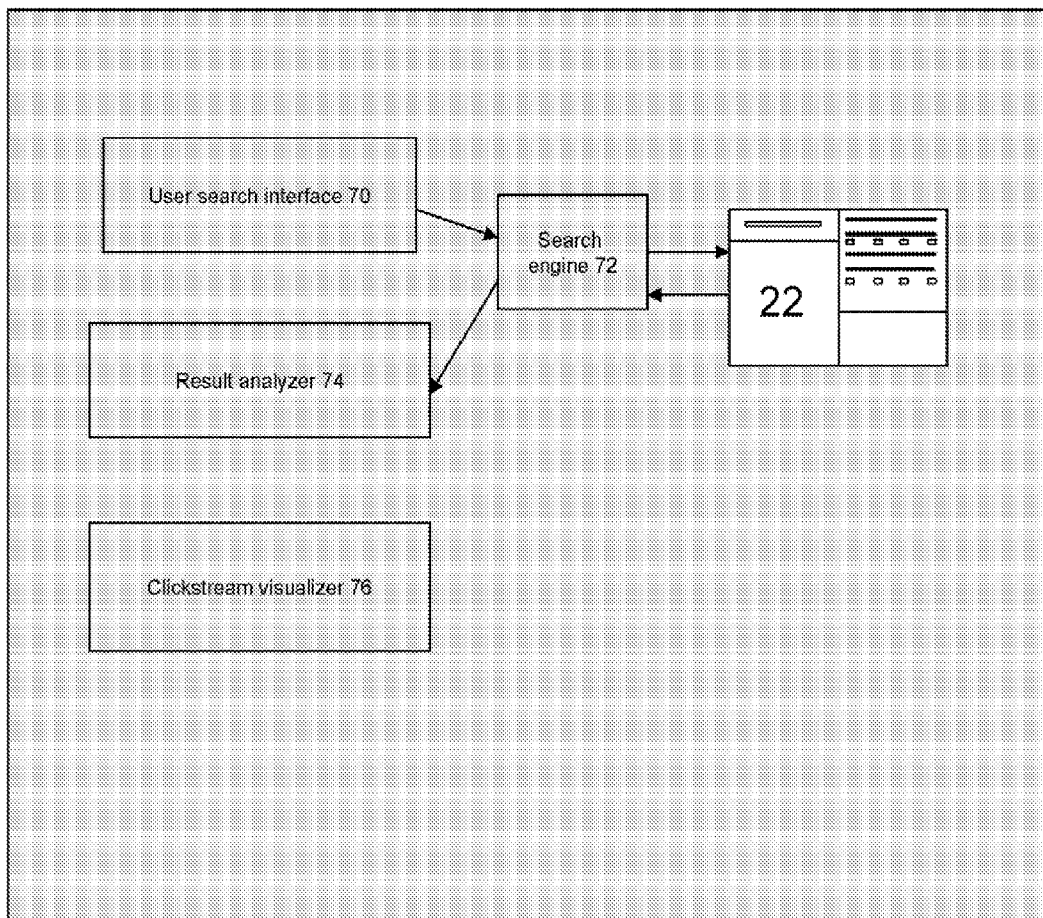 User search interface 70
Search
engine 72
22
Result analyzer 74
Clickstream visualizer 76